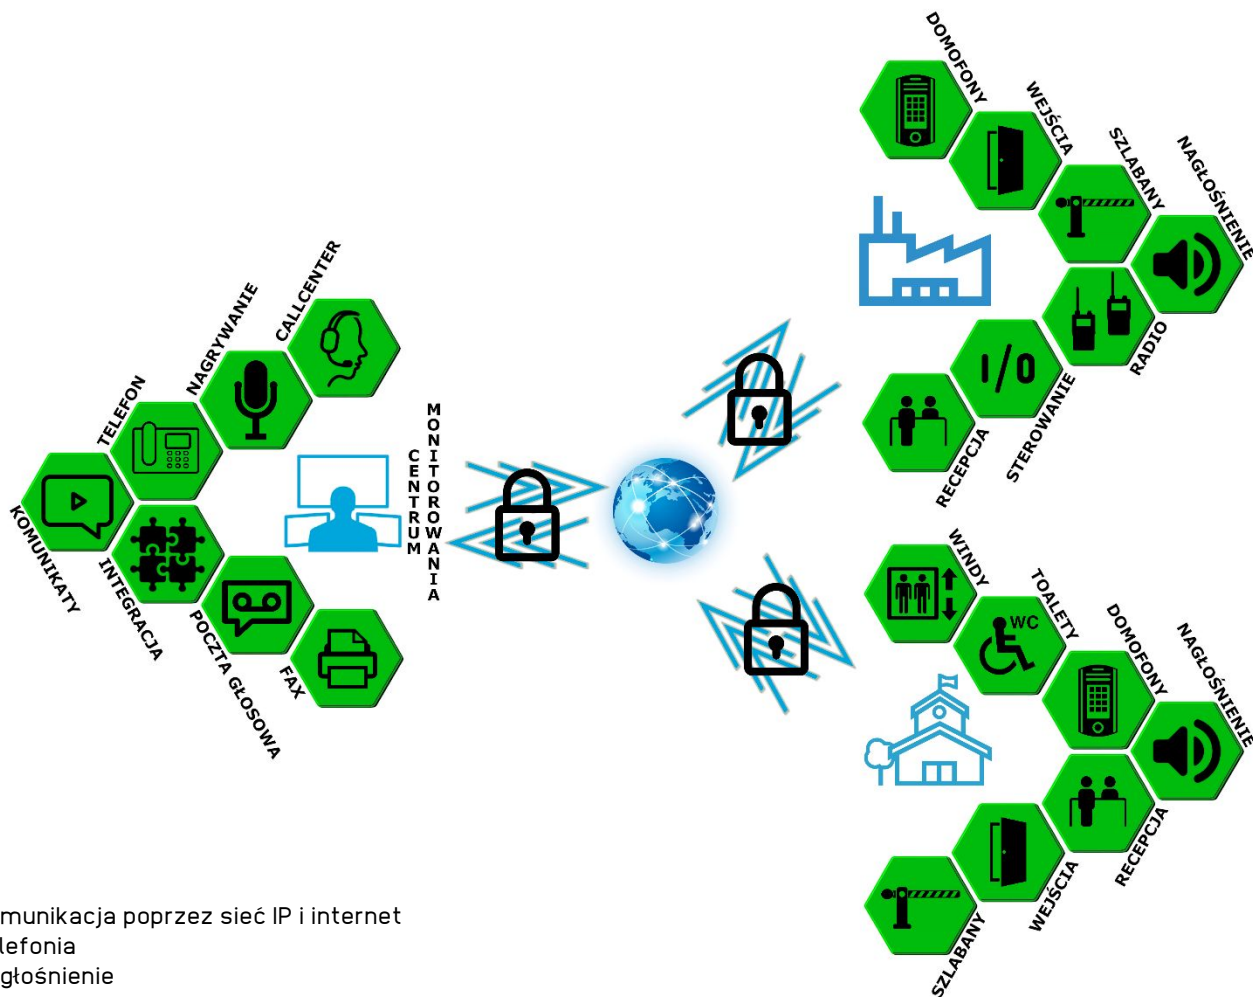 KOMUNIKATY
TELEFON
NAGRYWANIE
CALLCENTER
INTEGRACJA
POCZTA GŁOSOWA
FAX
CENTRUM
MONITOROWANIA
DOMOFONY
WEJŚCIA
SZLABANY
NAGŁOŚNIENIE
RADIO
I/O
STEROWANIE
RECEPCJA
WINDY
WC
TOALETY
DOMOFONY
NAGŁOŚNIENIE
RECEPCJA
WEJŚCIA
SZLABANY
munikacja poprzez sieć IP i internet
lefonia
głośnienie